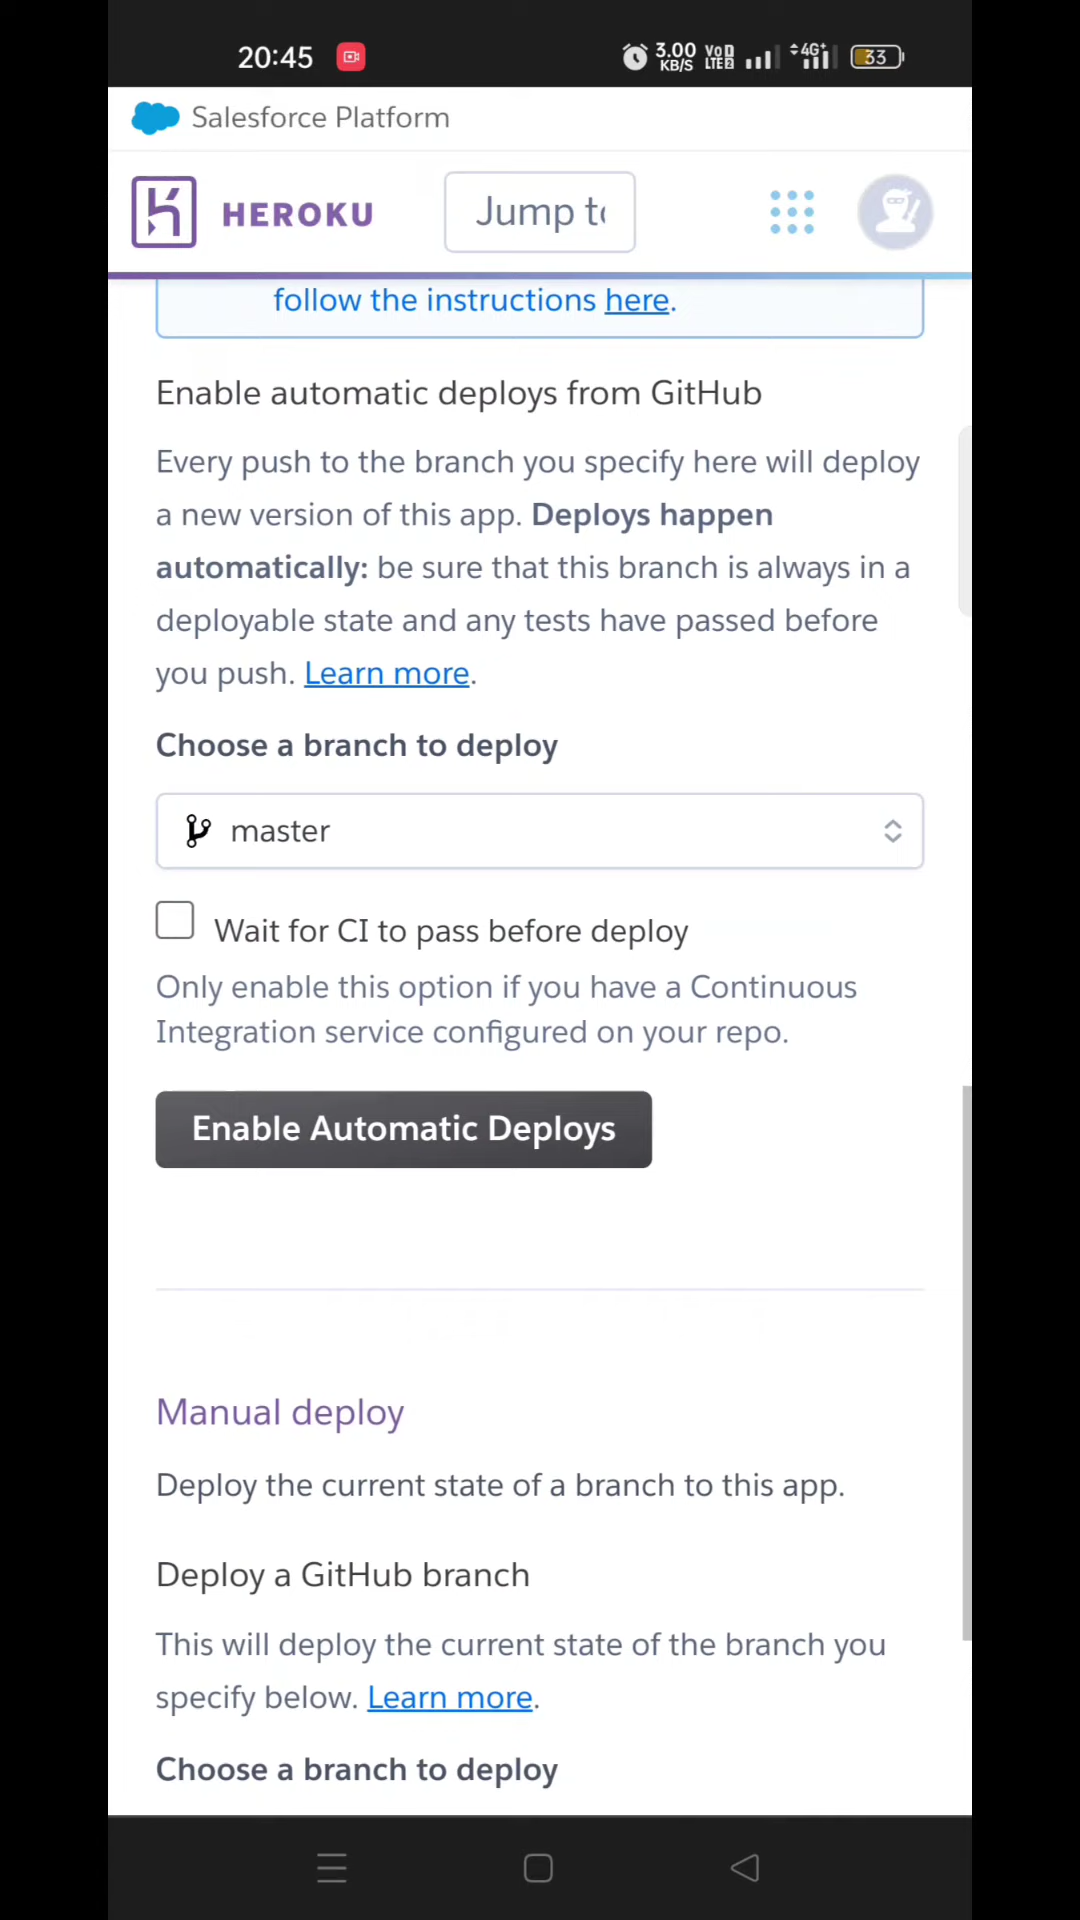 20:45
3.00 KB/S
Vo LTE 2
4G+
33
Salesforce Platform
HEROKU
Jump to
follow the instructions here.
Enable automatic deploys from GitHub
Every push to the branch you specify here will deploy
a new version of this app. Deploys happen
automatically: be sure that this branch is always in a
deployable state and any tests have passed before
you push. Learn more.
Choose a branch to deploy
master
Wait for CI to pass before deploy
Only enable this option if you have a Continuous
Integration service configured on your repo.
Enable Automatic Deploys
Manual deploy
Deploy the current state of a branch to this app.
Deploy a GitHub branch
This will deploy the current state of the branch you
specify below. Learn more.
Choose a branch to deploy